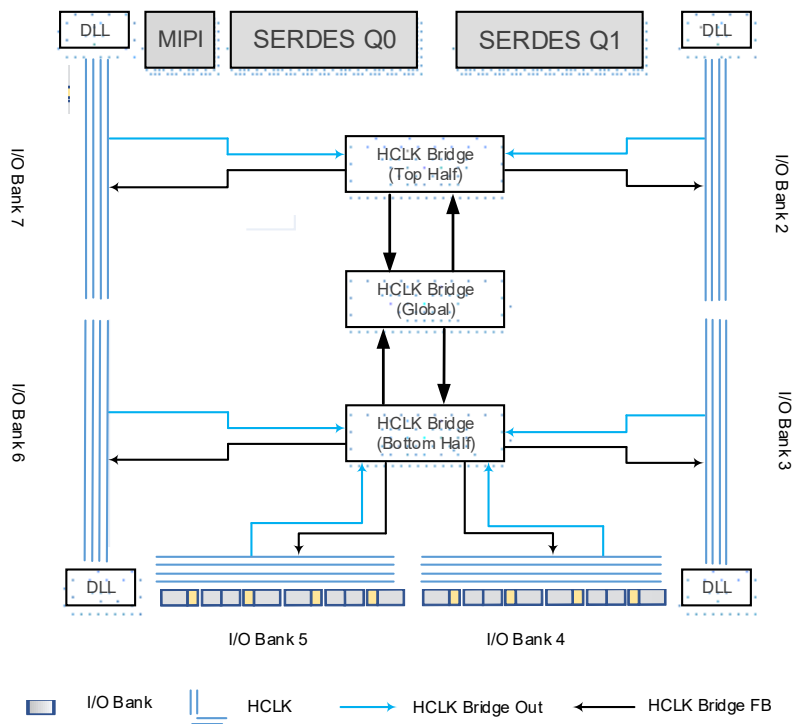 DLL
MIPI
SERDES Q0
SERDES Q1
DLL
I/O Bank 7
HCLK Bridge
(Top Half)
I/O Bank 2
HCLK Bridge
(Global)
I/O Bank 6
HCLK Bridge
(Bottom Half)
I/O Bank 3
DLL
DLL
I/O Bank 5
I/O Bank 4
I/O Bank
HCLK
HCLK Bridge Out
HCLK Bridge FB